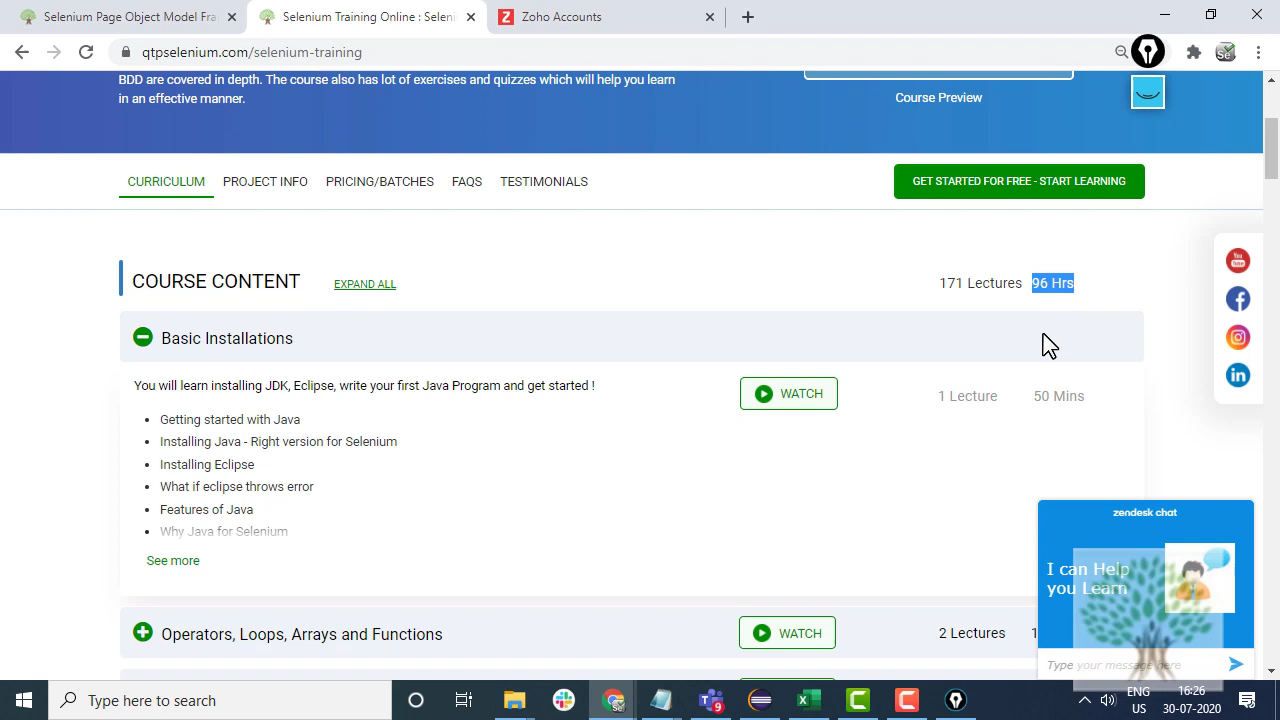 Selenium Page Object Model Fra
Selenium Training Online : Selen
Zoho Accounts
qtpselenium.com/selenium-training
BDD are covered in depth. The course also has lot of exercises and quizzes which will help you learn
in an effective manner.
Course Preview
CURRICULUM
PROJECT INFO
PRICING/BATCHES
FAQS
TESTIMONIALS
GET STARTED FOR FREE - START LEARNING
COURSE CONTENT
EXPAND ALL
171 Lectures
96 Hrs
Basic Installations
You will learn installing JDK, Eclipse, write your first Java Program and get started !
WATCH
1 Lecture
50 Mins
Getting started with Java
Installing Java - Right version for Selenium
Installing Eclipse
What if eclipse throws error
Features of Java
Why Java for Selenium
See more
zendesk chat
I can Help
you Learn
Type your message here
Operators, Loops, Arrays and Functions
WATCH
2 Lectures
1
Type here to search
9
ENG
US
16:26
30-07-2020
You
Tube
Se